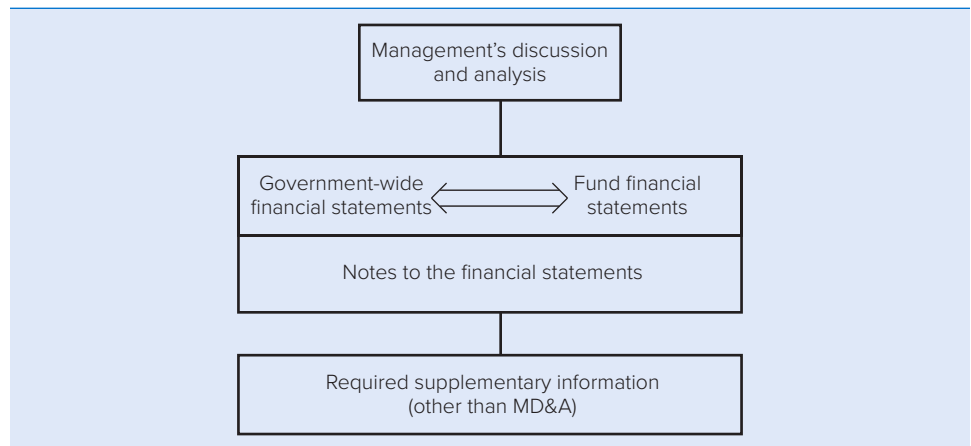 Management’s discussion
and analysis
Government-wide
financial statements
Fund financial
statements
Notes to the financial statements
Required supplementary information
(other than MD&A)